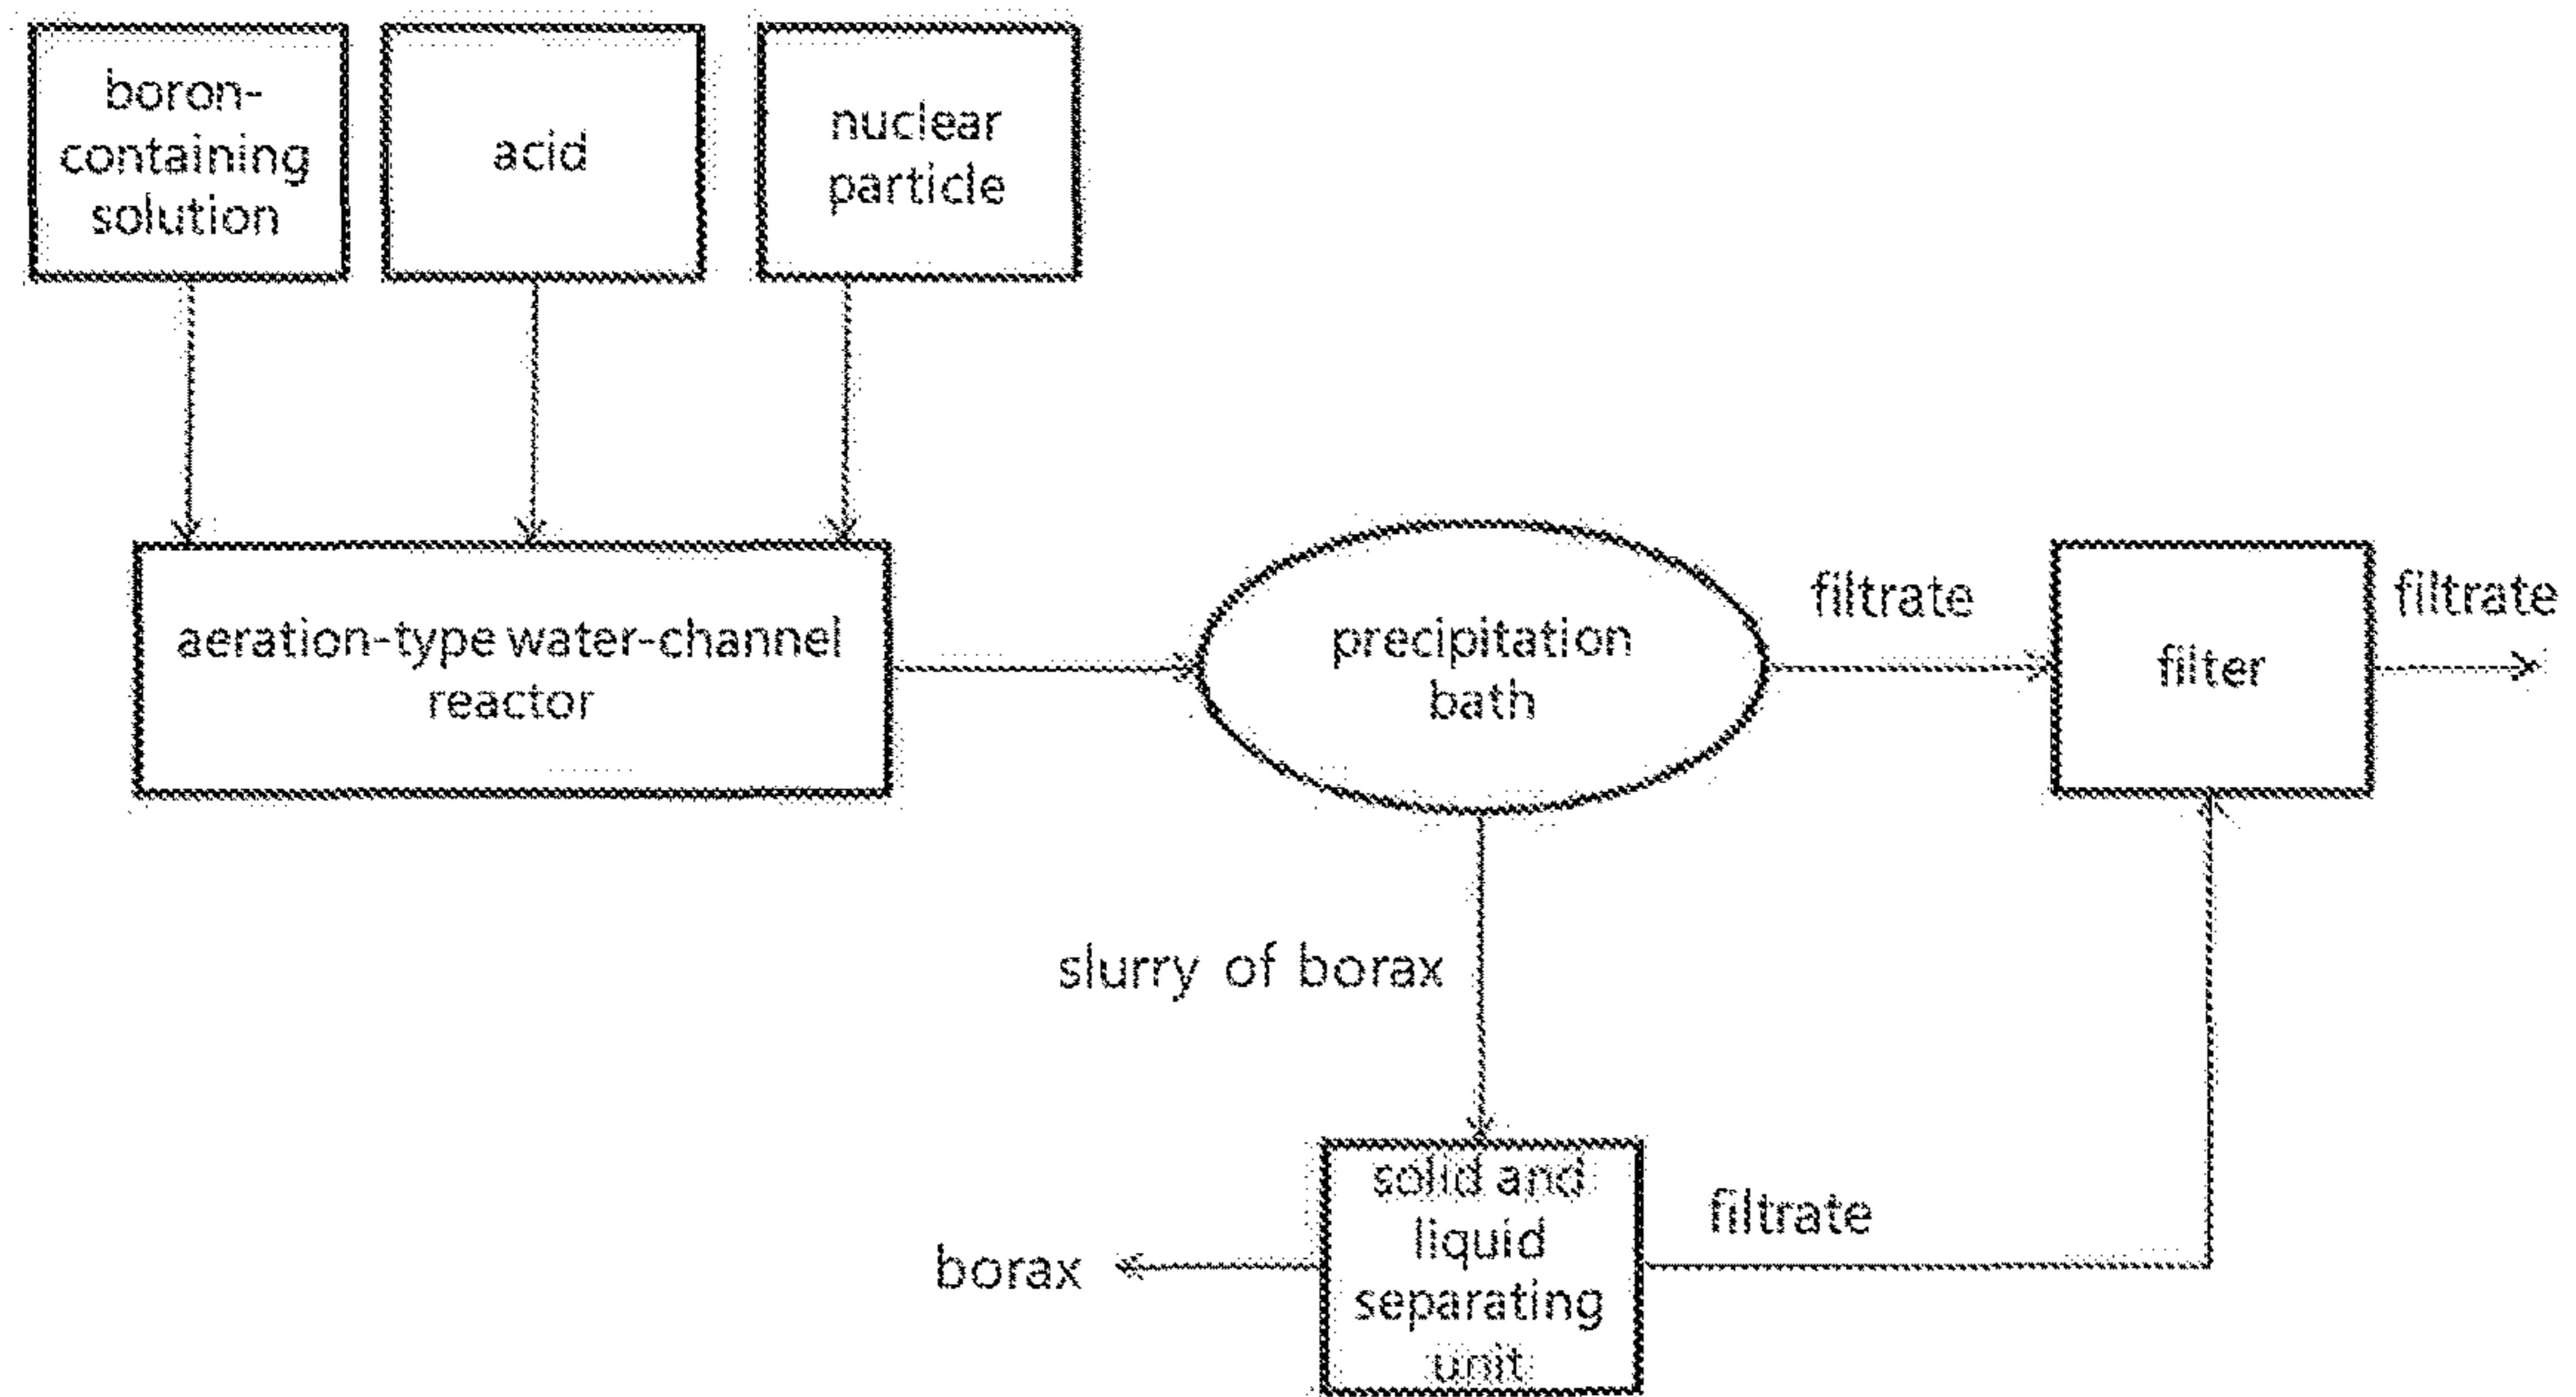 boron-
containing
solution
acid
nuclear
particle
aeration-type water-channel
reactor
precipitation
bath
filtrate
filter
filtrate
slurry of borax
solid and
liquid
separating
unit
filtrate
borax